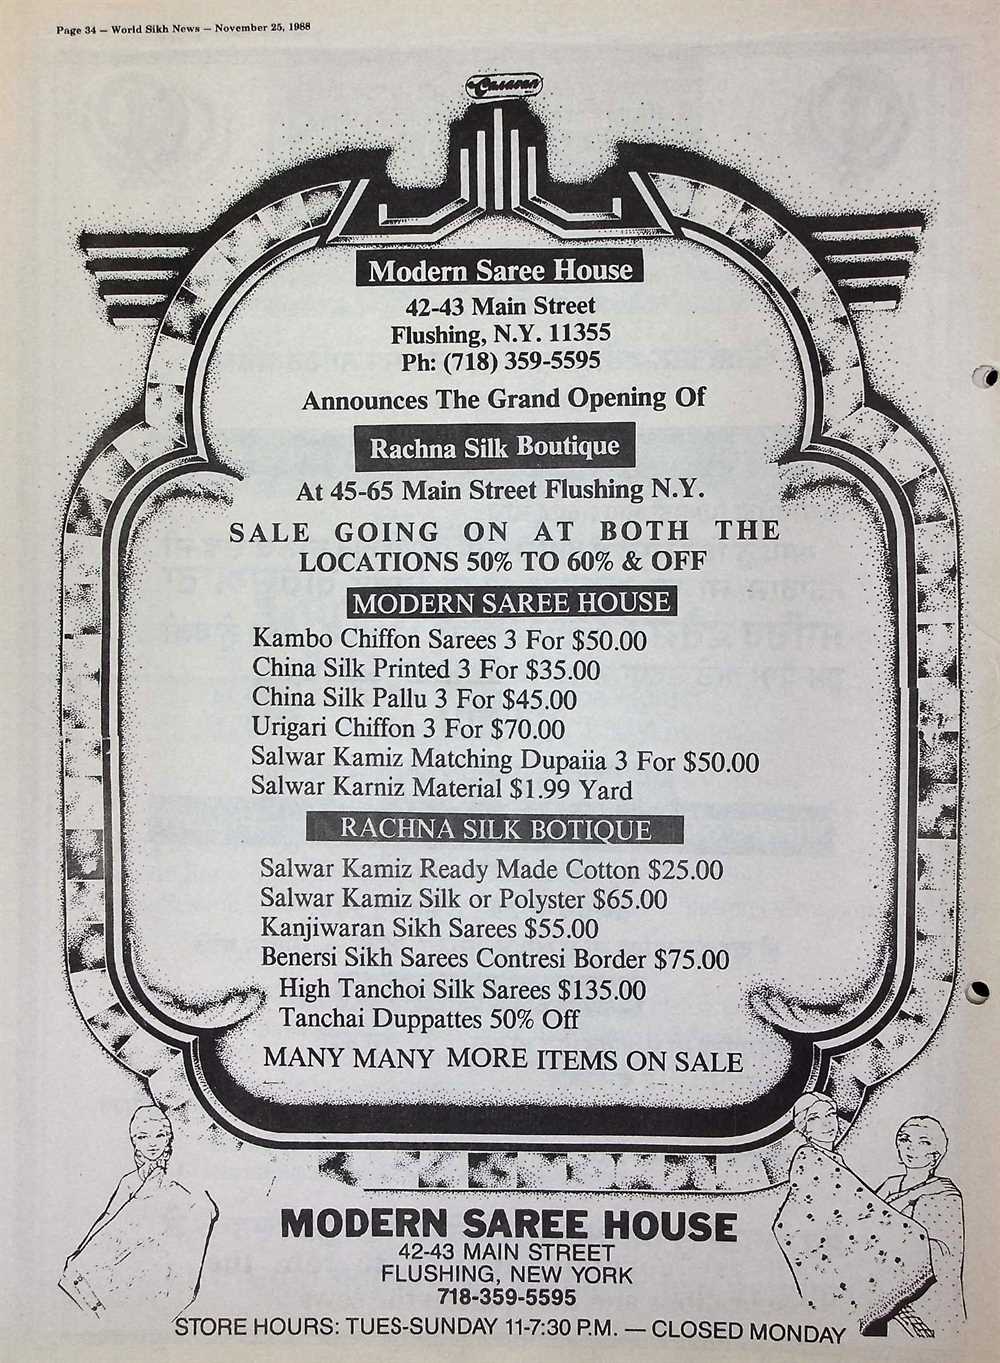 Page 34 — World Sikh News — November 25, 1988
Caravan
Modern Saree House
42-43 Main Street
Flushing, N.Y. 11355
Ph: (718) 359-5595
Announces The Grand Opening Of
Rachna Silk Boutique
At 45-65 Main Street Flushing N.Y.
SALE GOING ON AT BOTH THE
LOCATIONS 50% TO 60% & OFF
MODERN SAREE HOUSE
Kambo Chiffon Sarees 3 For $50.00
China Silk Printed 3 For $35.00
China Silk Pallu 3 For $45.00
Urigari Chiffon 3 For $70.00
Salwar Kamiz Matching Dupaiia 3 For $50.00
Salwar Karniz Material $1.99 Yard
RACHNA SILK BOTIQUE
Salwar Kamiz Ready Made Cotton $25.00
Salwar Kamiz Silk or Polyster $65.00
Kanjiwaran Sikh Sarees $55.00
Benersi Sikh Sarees Contresi Border $75.00
High Tanchoi Silk Sarees $135.00
Tanchai Duppattes 50% Off
MANY MANY MORE ITEMS ON SALE
MODERN SAREE HOUSE
42-43 MAIN STREET
FLUSHING, NEW YORK
718-359-5595
STORE HOURS: TUES-SUNDAY 11-7:30 P.M. — CLOSED MONDAY